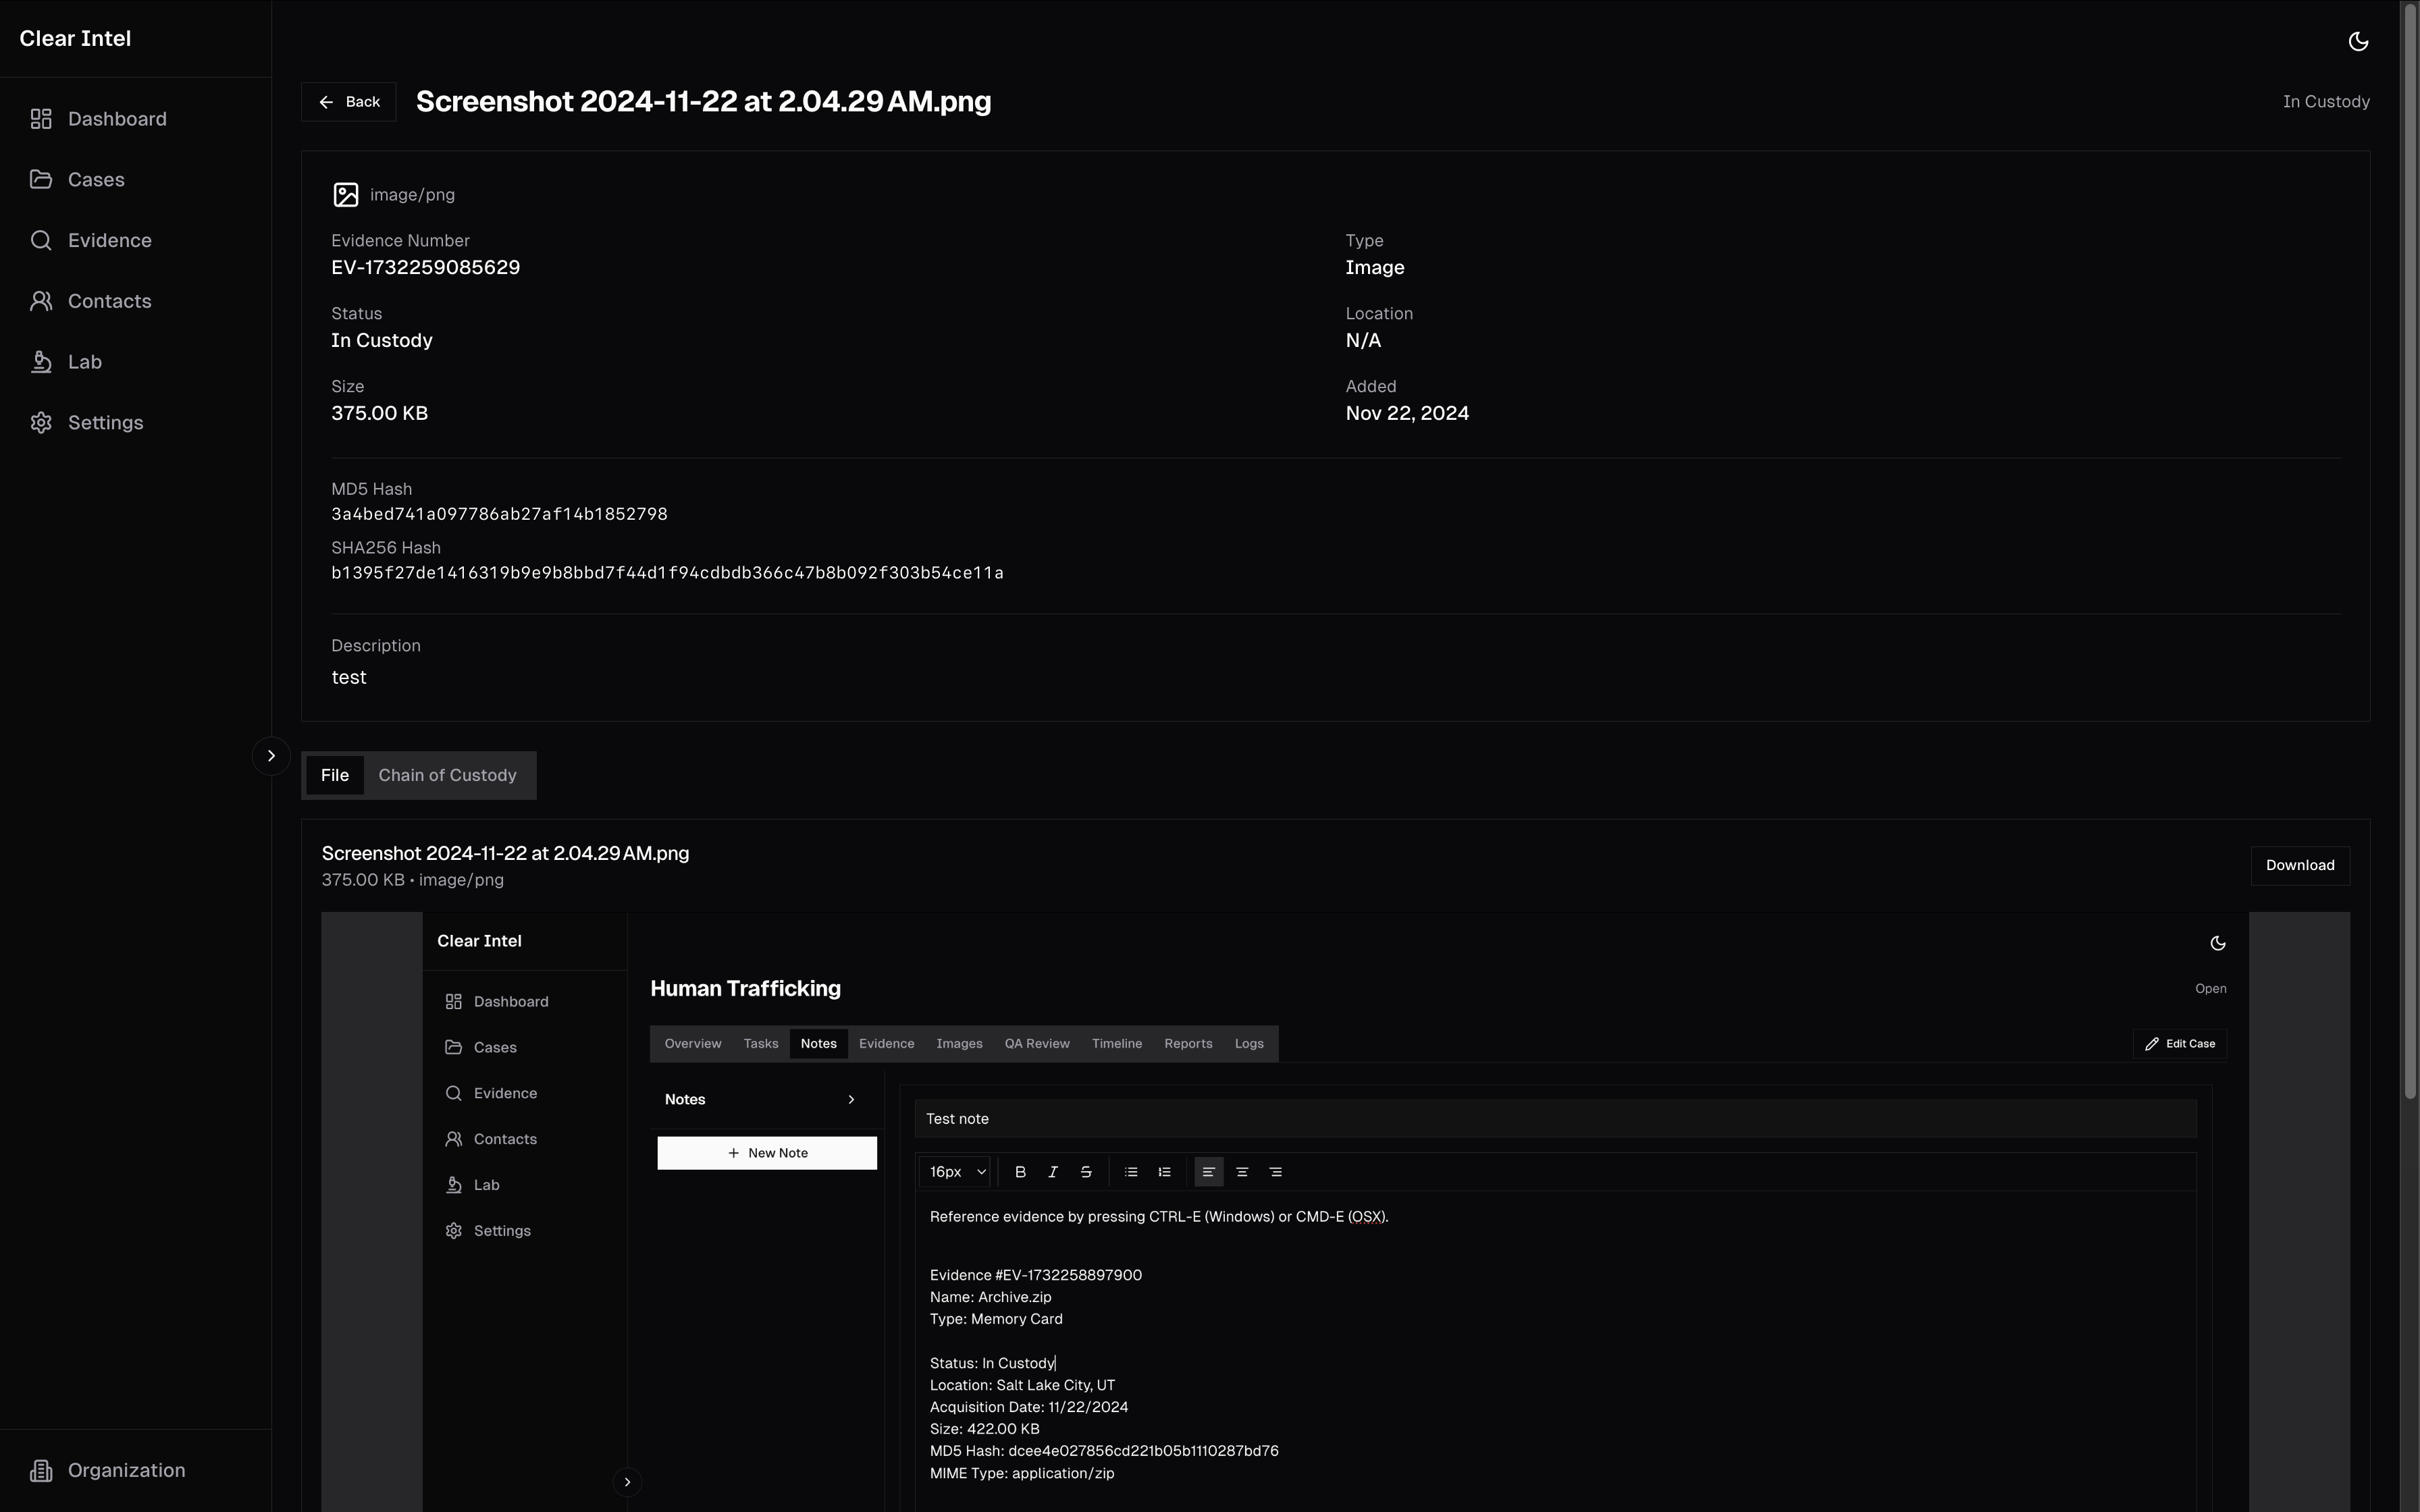 Clear Intel
Dashboard
Cases
Evidence
Contacts
Lab
Settings
Organization
Back
Screenshot 2024-11-22 at 2.04.29 AM.png
In Custody
image/png
Evidence Number
EV-1732259085629
Type
Image
Status
In Custody
Location
N/A
Size
375.00 KB
Added
Nov 22, 2024
MD5 Hash
3a4bed741a097786ab27af14b1852798
SHA256 Hash
b1395f27de1416319b9e9b8bbd7f44d1f94cdbdb366c47b8b092f303b54ce11a
Description
test
File
Chain of Custody
Screenshot 2024-11-22 at 2.04.29 AM.png
375.00 KB • image/png
Download
Clear Intel
Dashboard
Cases
Evidence
Contacts
Lab
Settings
Human Trafficking
Open
Overview Tasks Notes Evidence Images QA Review Timeline Reports Logs
Edit Case
Notes
New Note
Test note
16px
Reference evidence by pressing CTRL-E (Windows) or CMD-E (OSX).
Evidence #EV-1732258897900
Name: Archive.zip
Type: Memory Card
Status: In Custody
Location: Salt Lake City, UT
Acquisition Date: 11/22/2024
Size: 422.00 KB
MD5 Hash: dcee4e027856cd221b05b1110287bd76
MIME Type: application/zip